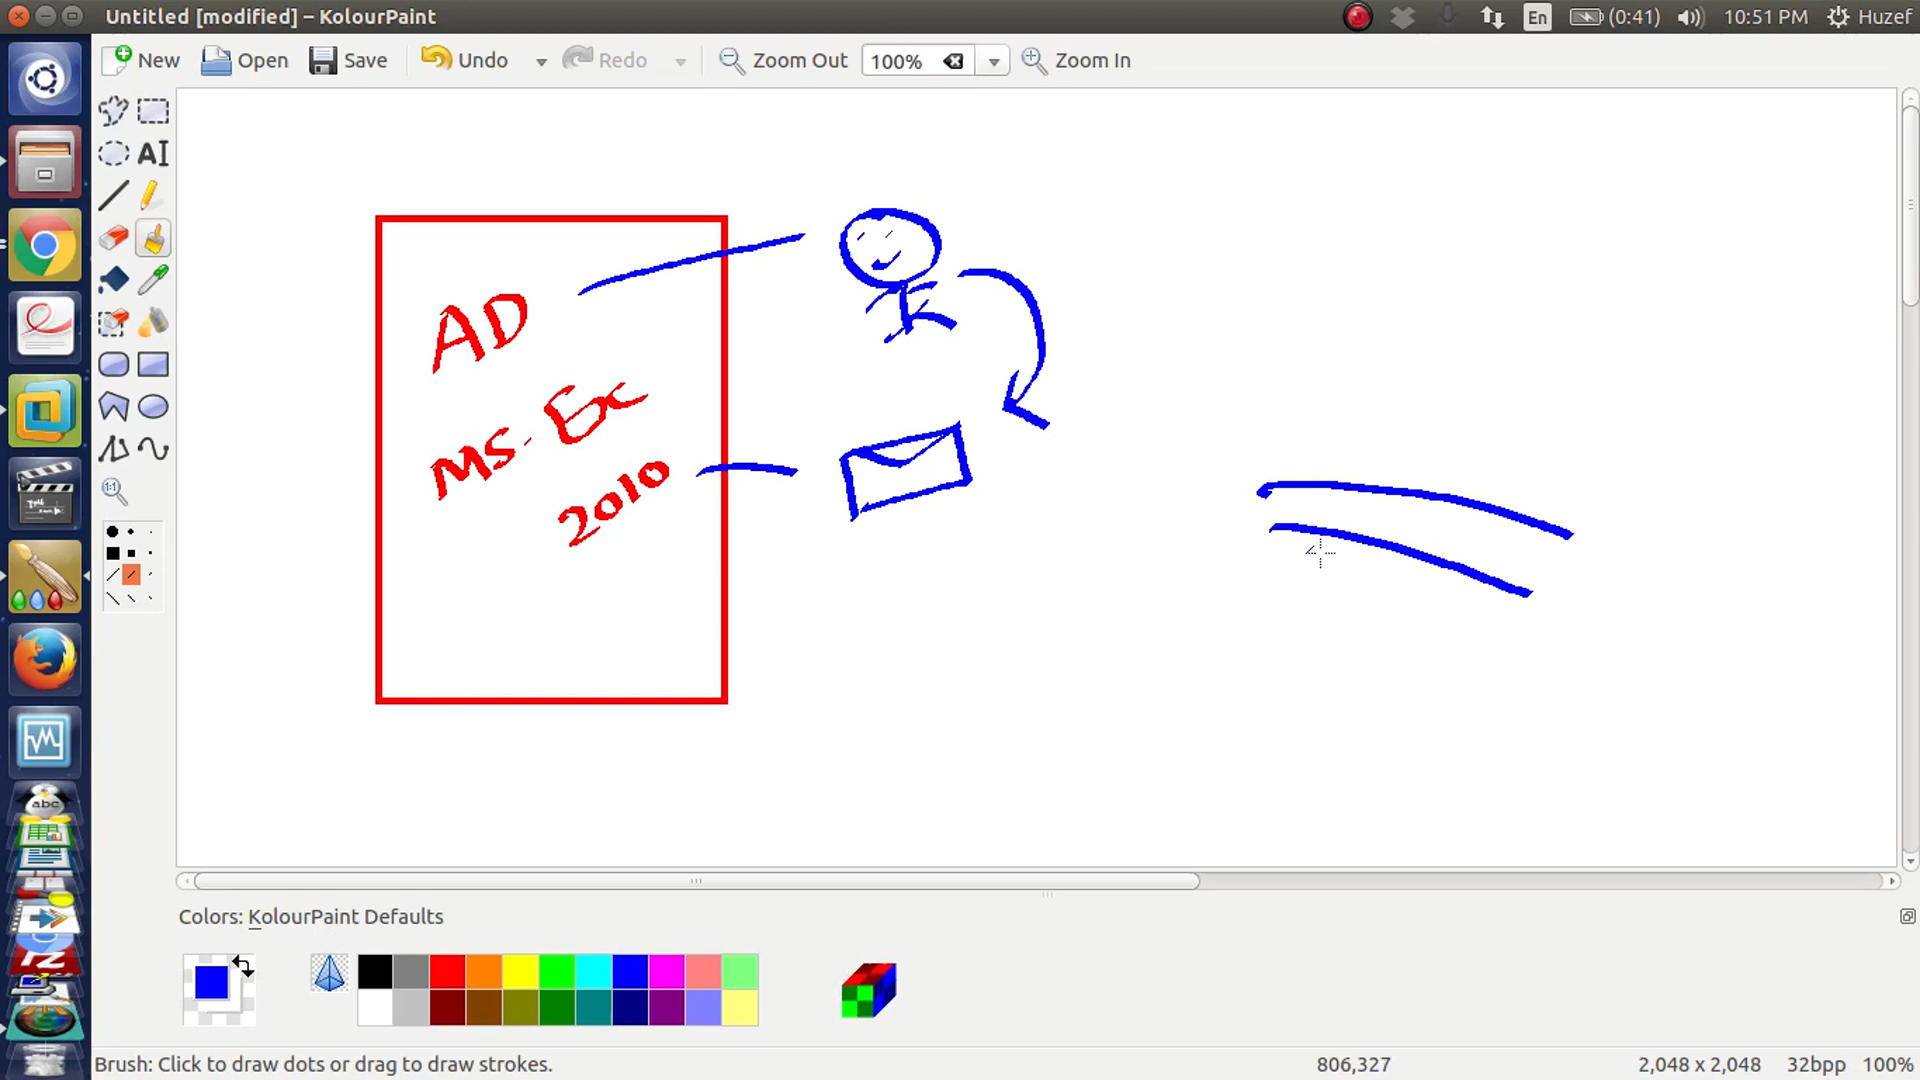 Untitled [modified] – KolourPaint
En
(0:41)
10:51 PM
Huzef
New
Open
Save
Undo
Redo
Zoom Out
100%
Zoom In
AD
MS-Exc
2010
Colors: KolourPaint Defaults
abc
Brush: Click to draw dots or drag to draw strokes.
806,327
2,048 x 2,048
32bpp
100%